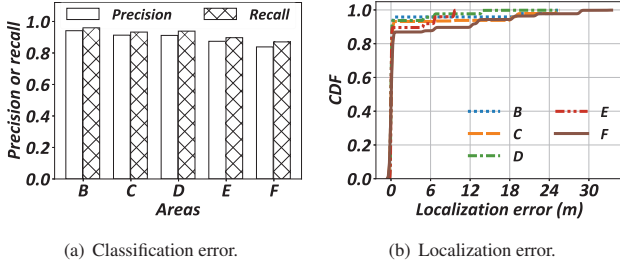 Precision Recall
1.0
0.8
0.6
0.4
0.2
0.0
Precision or recall
B C D E F
Areas
(a) Classification error.
1.0
0.8
0.6
0.4
0.2
0.0
CDF
B E
C F
D
0 6 12 18 24 30
Localization error (m)
(b) Localization error.